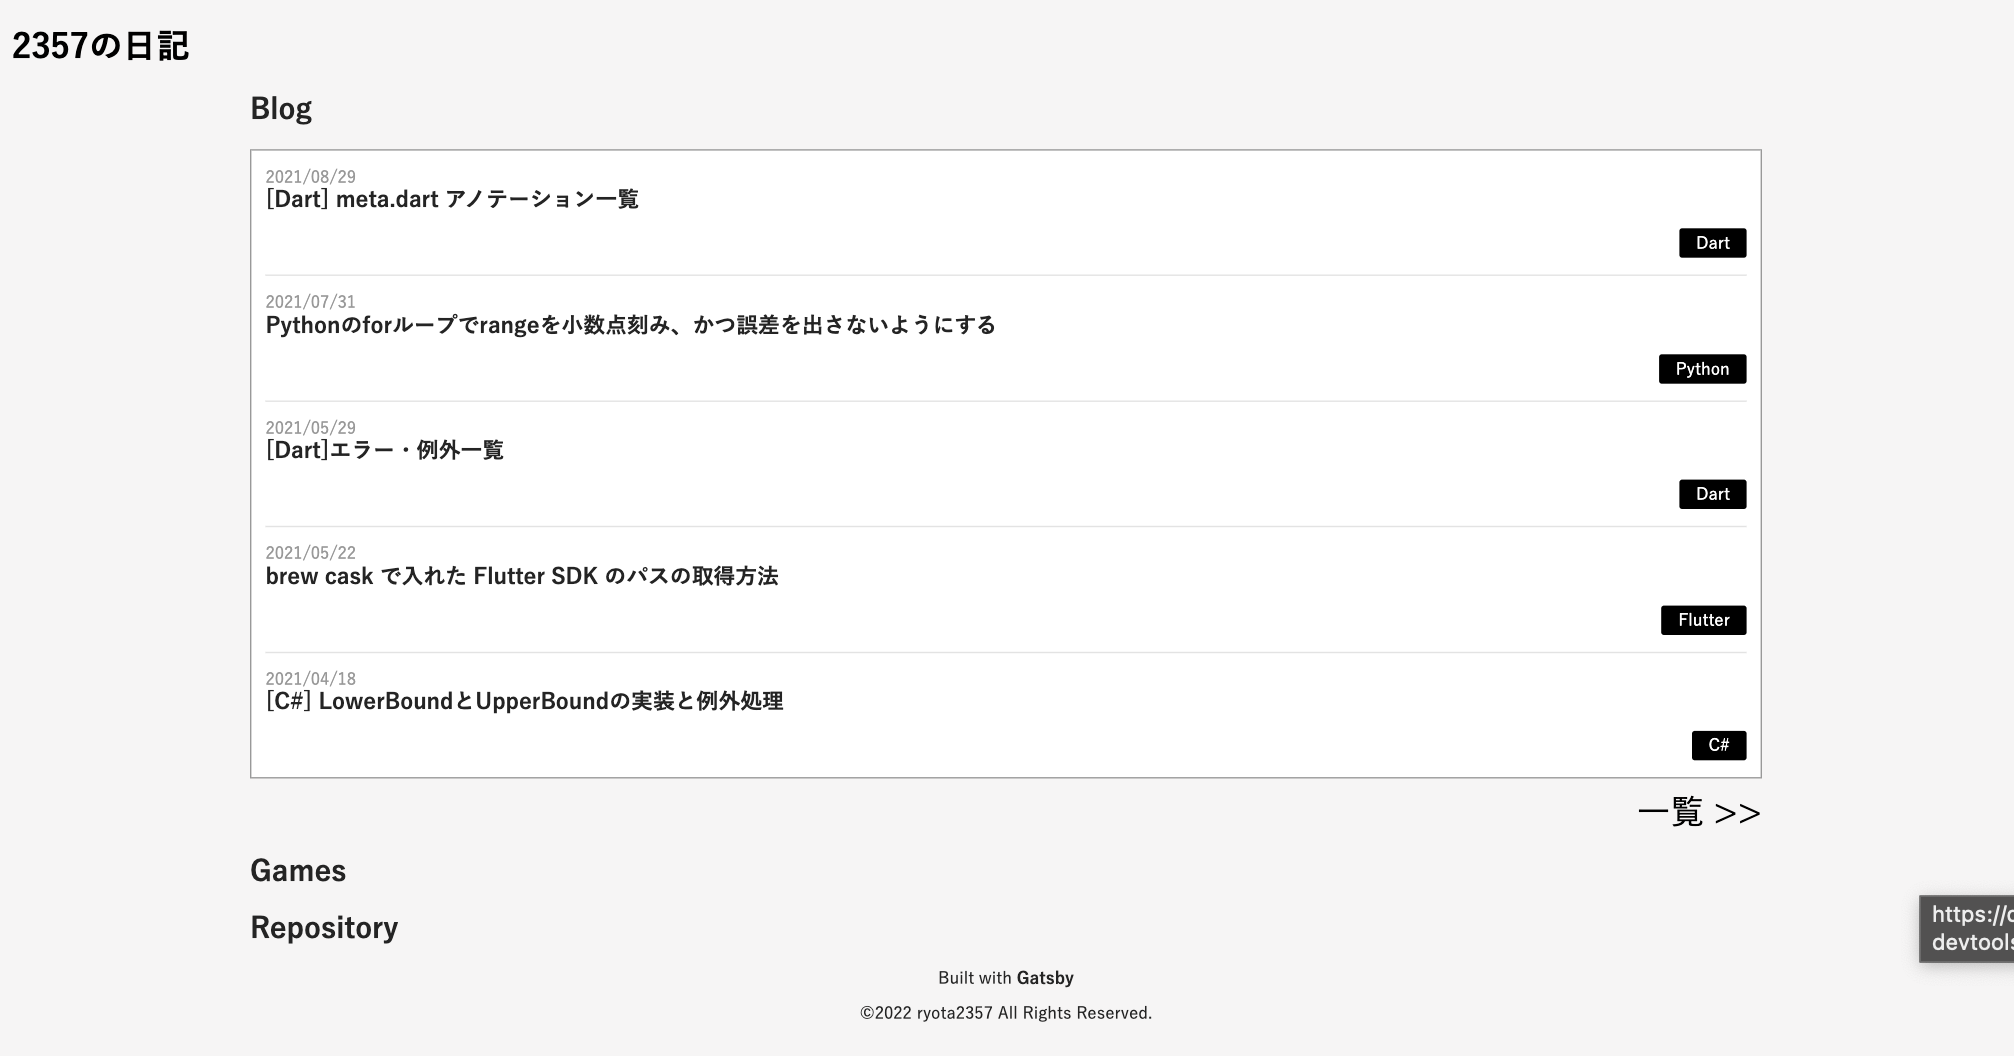 2357の日記
Blog
2021/08/29
[Dart] meta.dart アノテーション一覧
Dart
2021/07/31
Pythonのforループでrangeを小数点刻み、かつ誤差を出さないようにする
Python
2021/05/29
[Dart]エラー・例外一覧
Dart
2021/05/22
brew cask で入れた Flutter SDK のパスの取得方法
Flutter
2021/04/18
[C#] LowerBoundとUpperBoundの実装と例外処理
C#
一覧 >>
Games
Repository
https://
devtools
Built with Gatsby
©2022 ryota2357 All Rights Reserved.